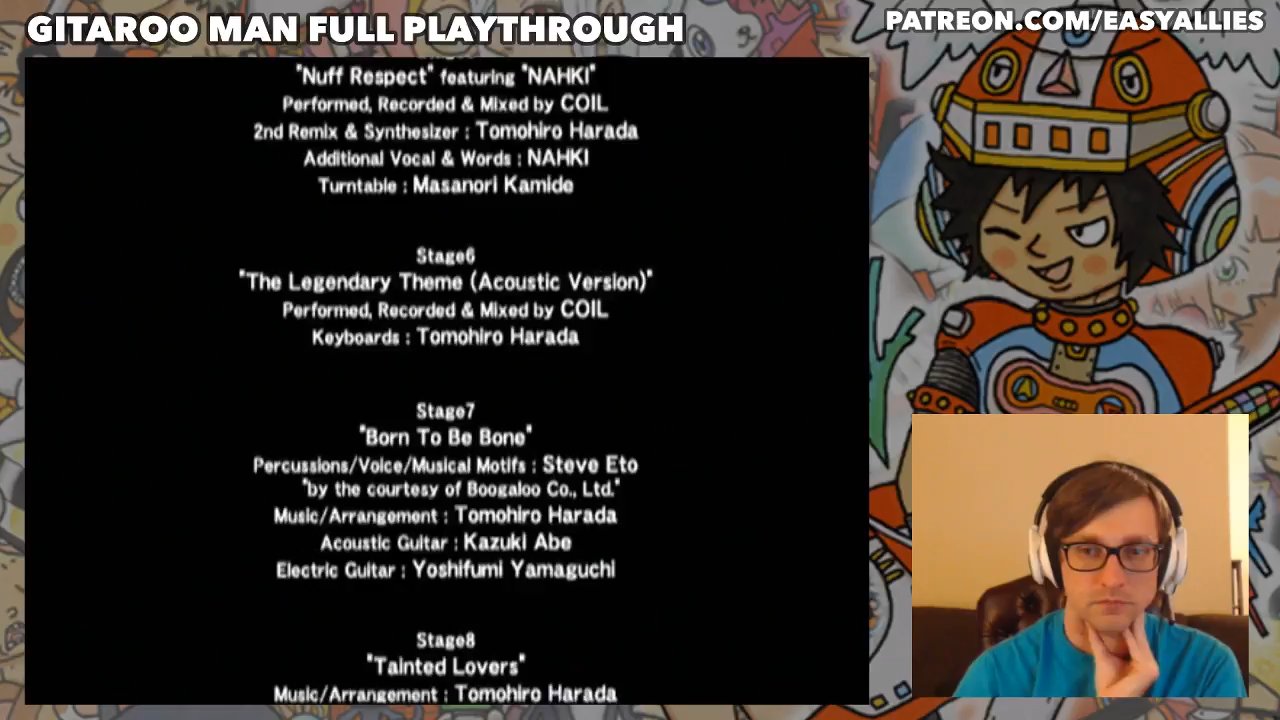 GITAROO MAN FULL PLAYTHROUGH
PATREON.COM/EASYALLIES
"Nuff Respect" featuring "NAHKI"
Performed, Recorded & Mixed by COIL
2nd Remix & Synthesizer : Tomohiro Harada
Additional Vocal & Words : NAHKI
Turntable : Masanori Kamide
Stage6
"The Legendary Theme (Acoustic Version)"
Performed, Recorded & Mixed by COIL
Keyboards : Tomohiro Harada
Stage7
"Born To Be Bone"
Percussions/Voice/Musical Motifs : Steve Eto
"by the courtesy of Boogaloo Co., Ltd."
Music/Arrangement : Tomohiro Harada
Acoustic Guitar : Kazuki Abe
Electric Guitar : Yoshifumi Yamaguchi
Stage8
"Tainted Lovers"
Music/Arrangement : Tomohiro Harada